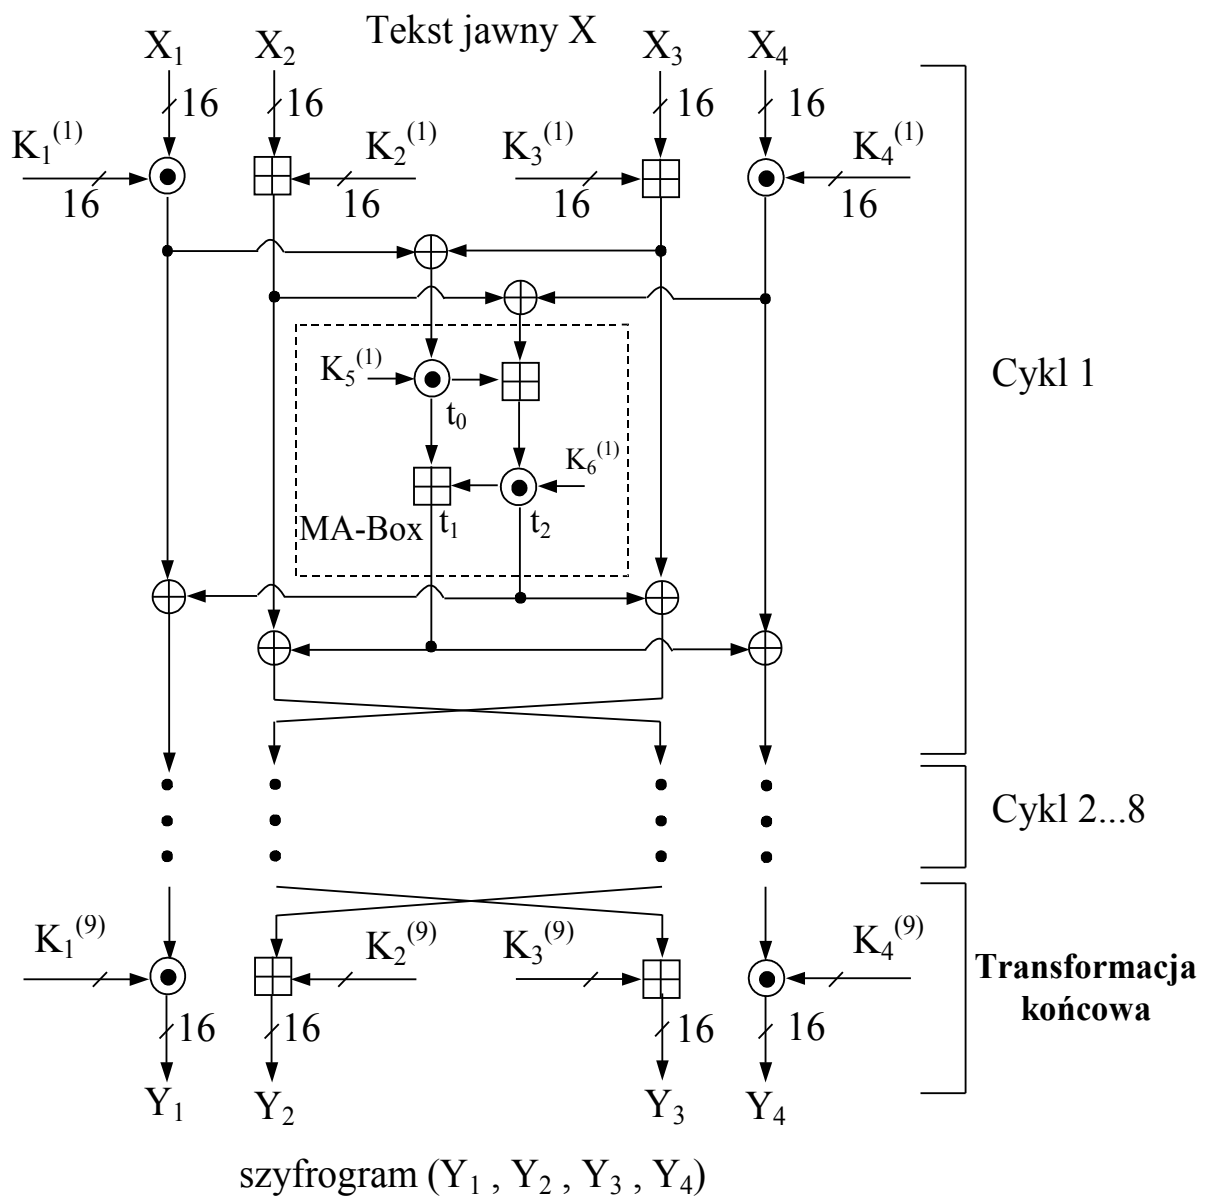 Tekst jawny X
X₁ X₂ X₃ X₄
16 16 16 16
K₁⁽¹⁾ K₂⁽¹⁾ K₃⁽¹⁾ K₄⁽¹⁾
16 16 16 16
K₅⁽¹⁾
Cykl 1
t₀
K₆⁽¹⁾
MA-Box t₁ t₂
Cykl 2...8
K₁⁽⁹⁾ K₂⁽⁹⁾ K₃⁽⁹⁾ K₄⁽⁹⁾
Transformacja
końcowa
16 16 16 16
Y₁ Y₂ Y₃ Y₄
szyfrogram (Y₁ , Y₂ , Y₃ , Y₄)